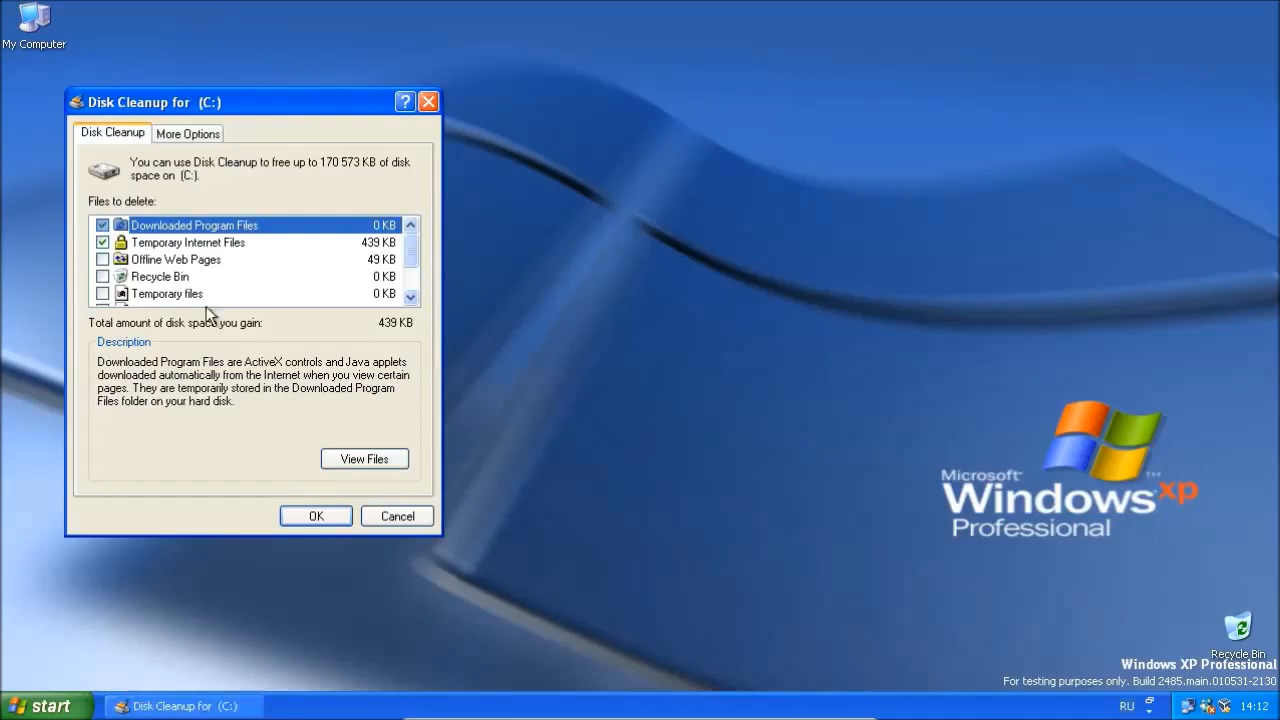 My Computer
Disk Cleanup for (C:)
Disk Cleanup
More Options
You can use Disk Cleanup to free up to 170 573 KB of disk
space on (C:).
Files to delete:
Downloaded Program Files 0 KB
Temporary Internet Files 439 KB
Offline Web Pages 49 KB
Recycle Bin 0 KB
Temporary files 0 KB
Total amount of disk space you gain: 439 KB
Description
Downloaded Program Files are ActiveX controls and Java applets
downloaded automatically from the Internet when you view certain
pages. They are temporarily stored in the Downloaded Program
Files folder on your hard disk.
View Files
OK
Cancel
Microsoft™
Windows xp™
Professional
Recycle Bin
Windows XP Professional
For testing purposes only. Build 2485.main.010531-2130
start
Disk Cleanup for (C:)
RU
14:12